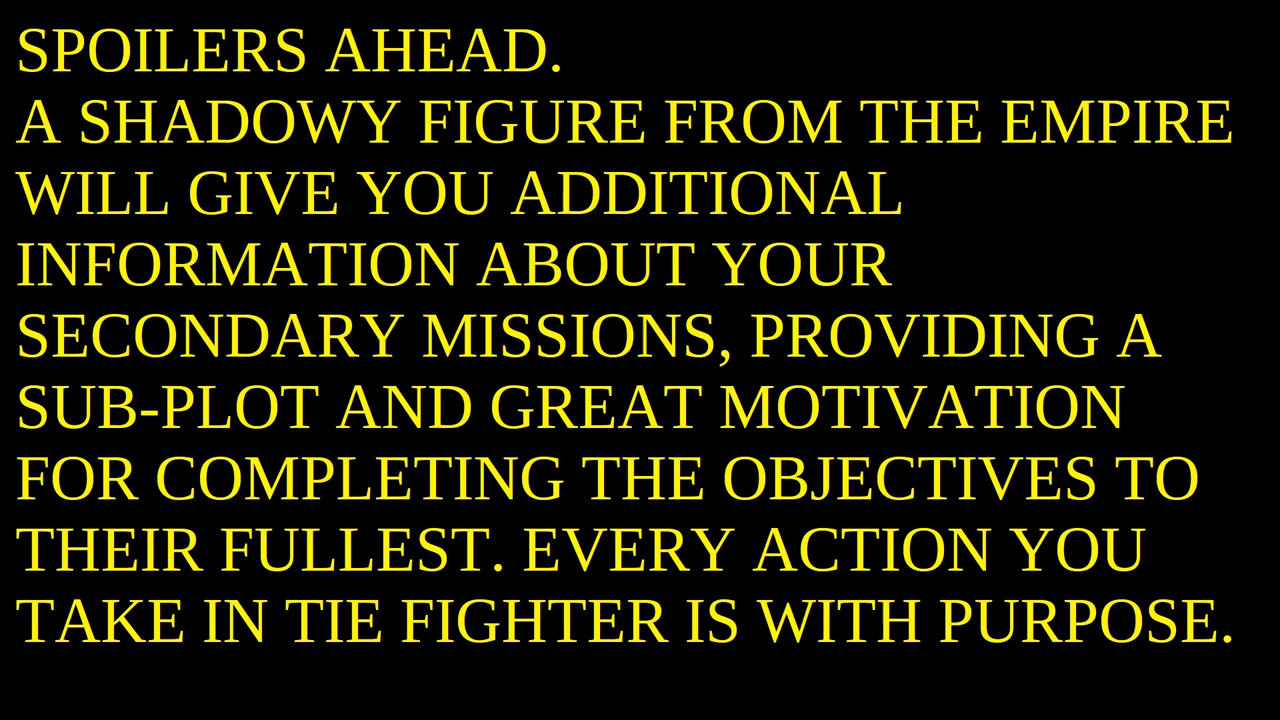 SPOILERS AHEAD.
A SHADOWY FIGURE FROM THE EMPIRE
WILL GIVE YOU ADDITIONAL
INFORMATION ABOUT YOUR
SECONDARY MISSIONS, PROVIDING A
SUB-PLOT AND GREAT MOTIVATION
FOR COMPLETING THE OBJECTIVES TO
THEIR FULLEST. EVERY ACTION YOU
TAKE IN TIE FIGHTER IS WITH PURPOSE.